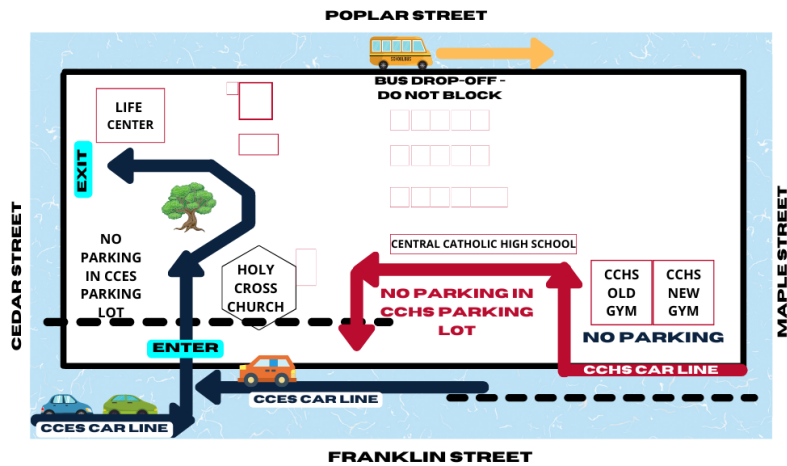 POPLAR STREET
BUS DROP-OFF -
DO NOT BLOCK
LIFE
CENTER
EXIT
CEDAR STREET
MAPLE STREET
NO
PARKING
IN CCES
PARKING
LOT
HOLY
CROSS
CHURCH
CENTRAL CATHOLIC HIGH SCHOOL
NO PARKING IN
CCHS PARKING
LOT
CCHS
OLD
GYM
CCHS
NEW
GYM
NO PARKING
ENTER
CCHS CAR LINE
CCES CAR LINE
CCES CAR LINE
FRANKLIN STREET